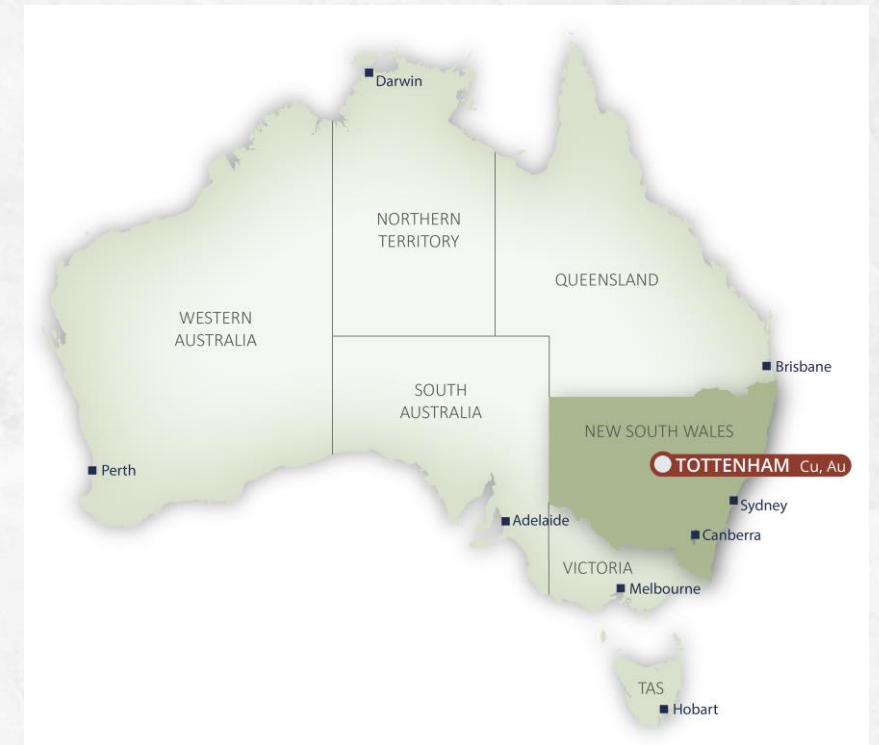 Darwin
NORTHERN
TERRITORY
QUEENSLAND
WESTERN
AUSTRALIA
Brisbane
SOUTH
AUSTRALIA
NEW SOUTH WALES
TOTTENHAM Cu, Au
Perth
Sydney
Adelaide
Canberra
VICTORIA
Melbourne
TAS
Hobart